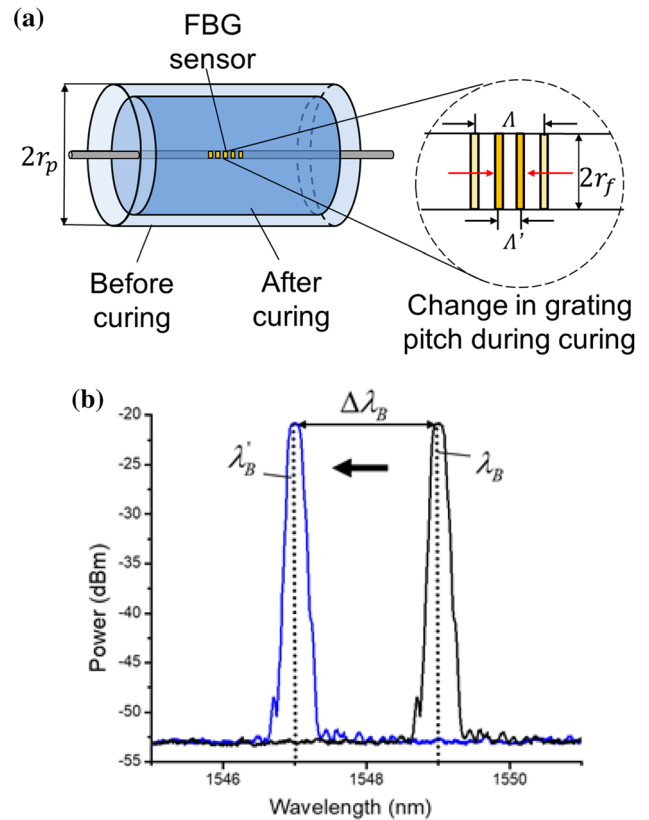 (a)
FBG
sensor
2r_p
Λ
2r_f
Λ'
Before
curing
After
curing
Change in grating
pitch during curing
(b)
Δλ_B
λ'_B
λ_B
-20
-25
-30
-35
-40
-45
-50
-55
Power (dBm)
1546
1548
1550
Wavelength (nm)